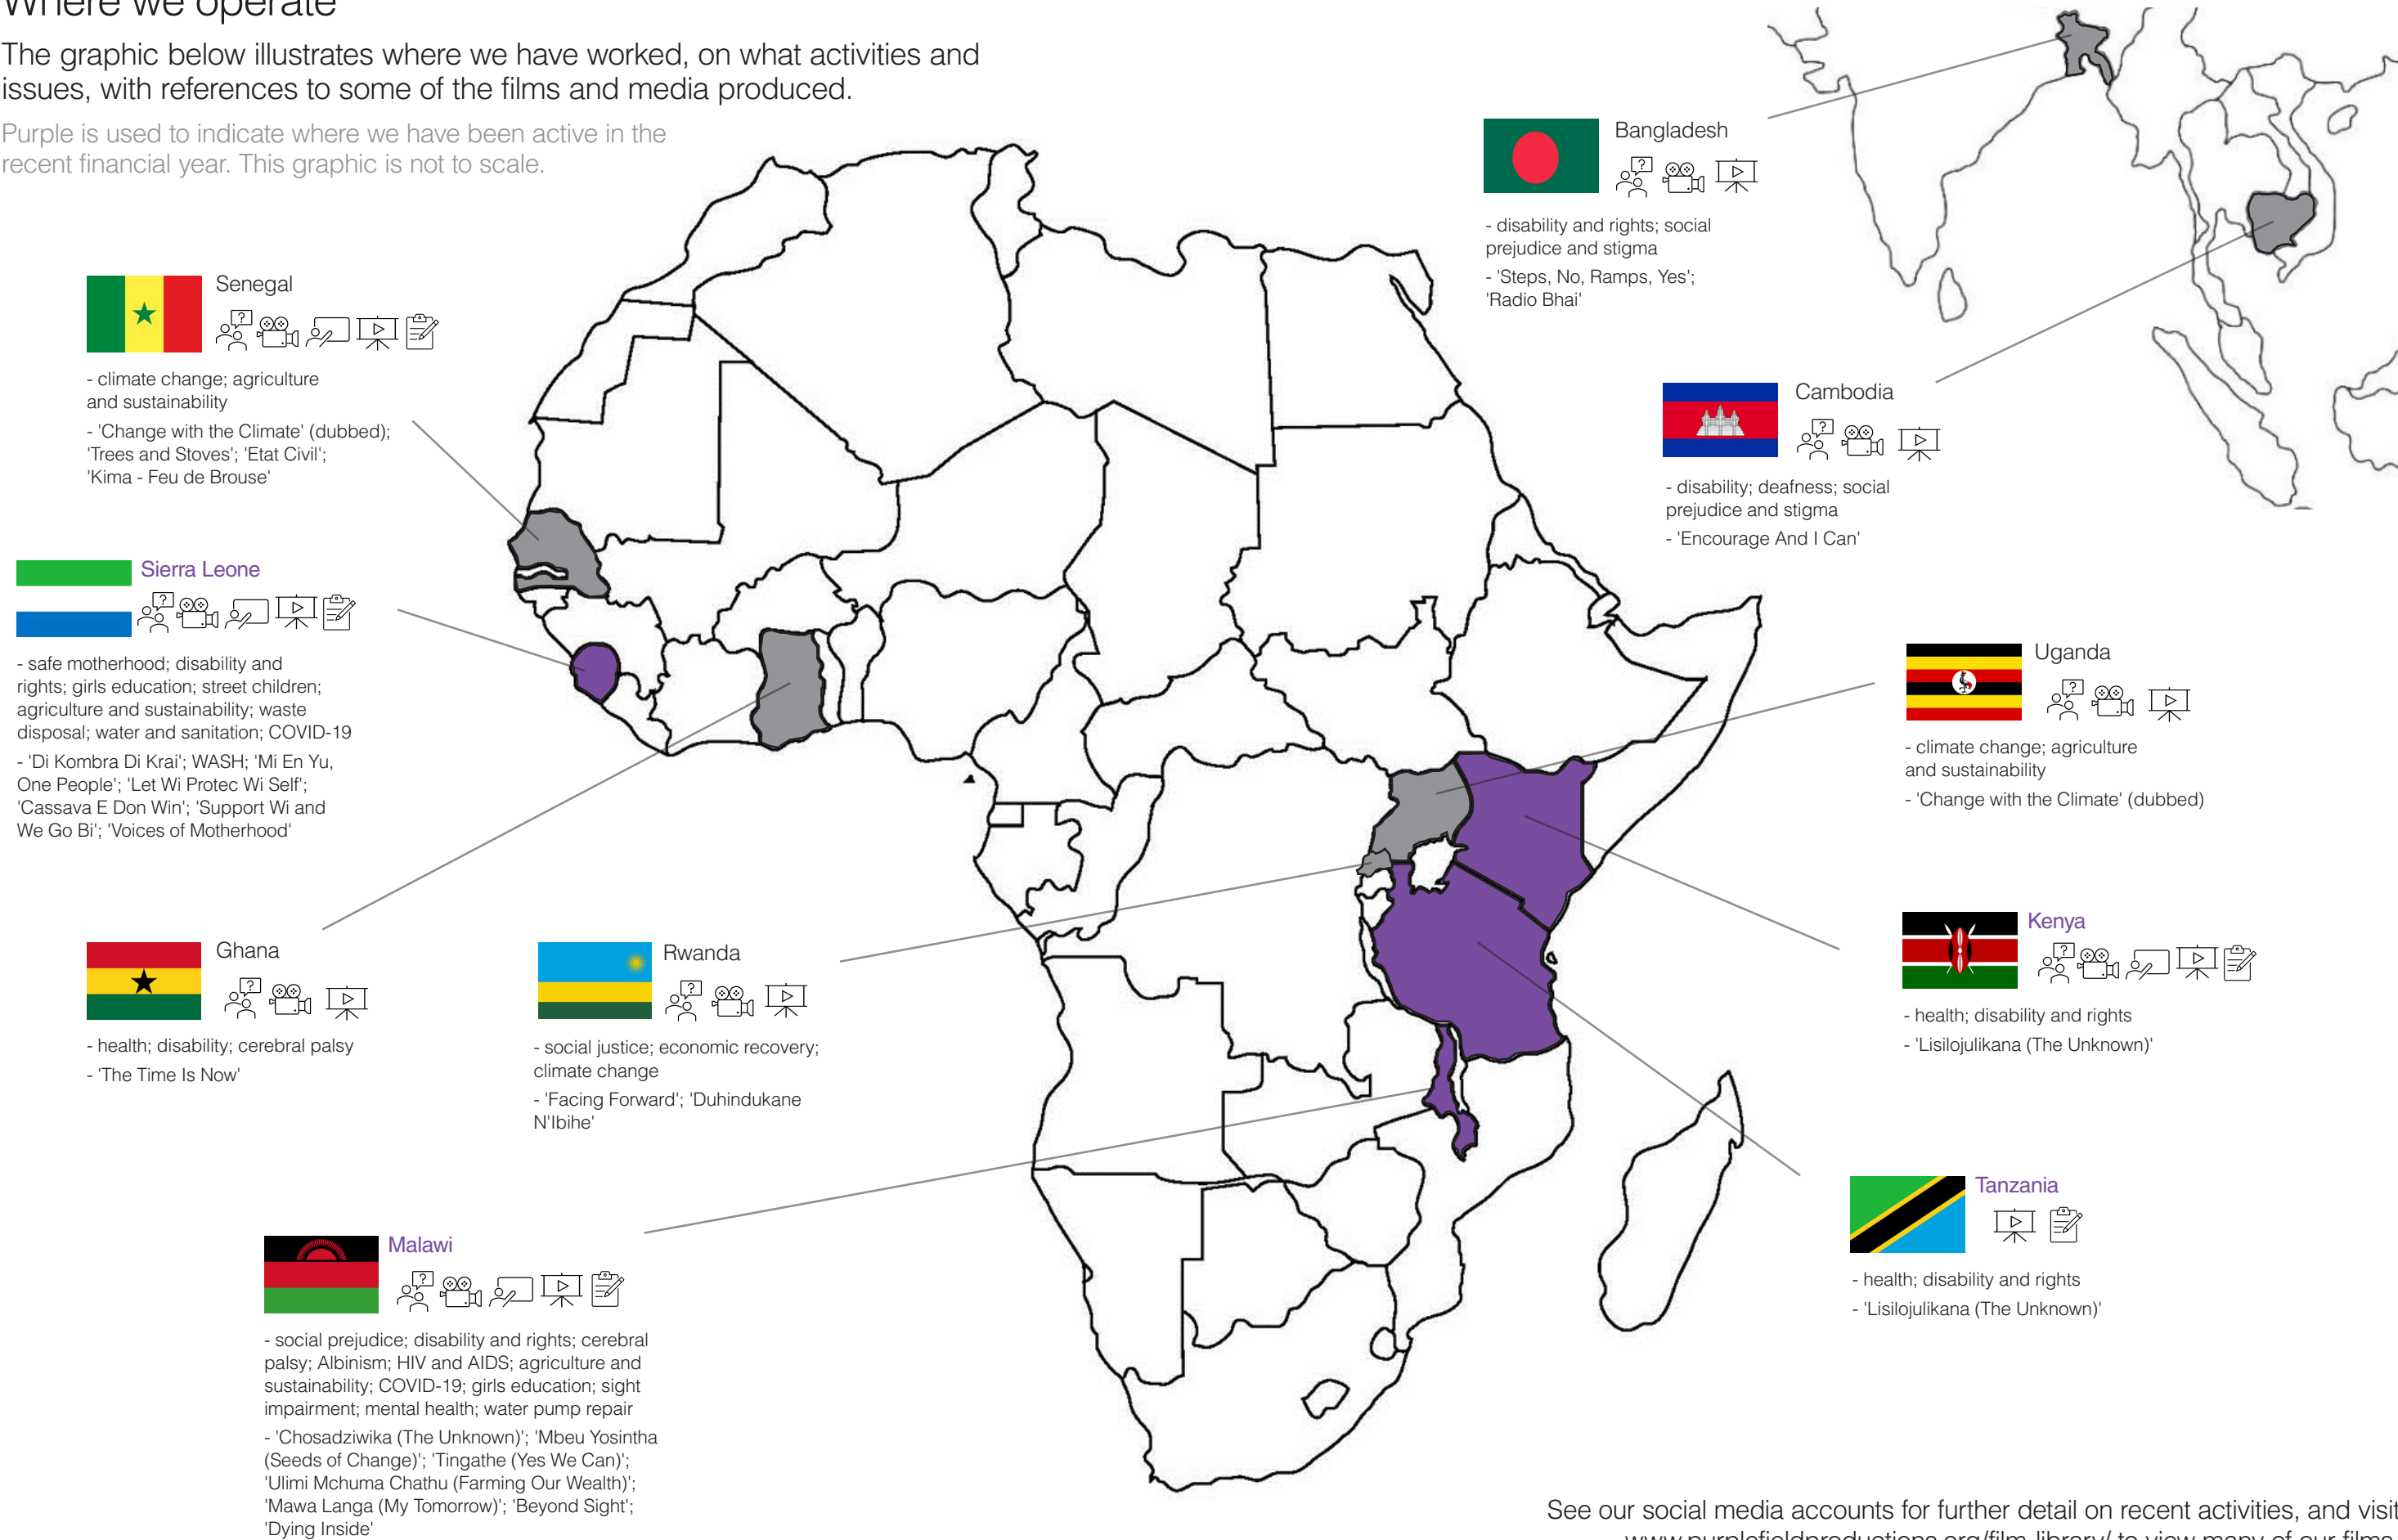 Where we operate
The graphic below illustrates where we have worked, on what activities and
issues, with references to some of the films and media produced.
Purple is used to indicate where we have been active in the
recent financial year. This graphic is not to scale.
Bangladesh
?
- disability and rights; social
prejudice and stigma
- 'Steps, No, Ramps, Yes';
'Radio Bhai'
Senegal
?
- climate change; agriculture
and sustainability
- 'Change with the Climate' (dubbed);
'Trees and Stoves'; 'Etat Civil';
'Kima - Feu de Brouse'
Cambodia
?
- disability; deafness; social
prejudice and stigma
- 'Encourage And I Can'
Sierra Leone
?
- safe motherhood; disability and
rights; girls education; street children;
agriculture and sustainability; waste
disposal; water and sanitation; COVID-19
- 'Di Kombra Di Krai'; WASH; 'Mi En Yu,
One People'; 'Let Wi Protec Wi Self';
'Cassava E Don Win'; 'Support Wi and
We Go Bi'; 'Voices of Motherhood'
Uganda
?
- climate change; agriculture
and sustainability
- 'Change with the Climate' (dubbed)
Ghana
?
- health; disability; cerebral palsy
- 'The Time Is Now'
Rwanda
?
- social justice; economic recovery;
climate change
- 'Facing Forward'; 'Duhindukane
N'Ibihe'
Kenya
?
- health; disability and rights
- 'Lisilojulikana (The Unknown)'
Tanzania
- health; disability and rights
- 'Lisilojulikana (The Unknown)'
Malawi
?
- social prejudice; disability and rights; cerebral
palsy; Albinism; HIV and AIDS; agriculture and
sustainability; COVID-19; girls education; sight
impairment; mental health; water pump repair
- 'Chosadziwika (The Unknown)'; 'Mbeu Yosintha
(Seeds of Change)'; 'Tingathe (Yes We Can)';
'Ulimi Mchuma Chathu (Farming Our Wealth)';
'Mawa Langa (My Tomorrow)'; 'Beyond Sight';
'Dying Inside'
See our social media accounts for further detail on recent activities, and visit
www.purplefieldproductions.org/film-library/ to view many of our films